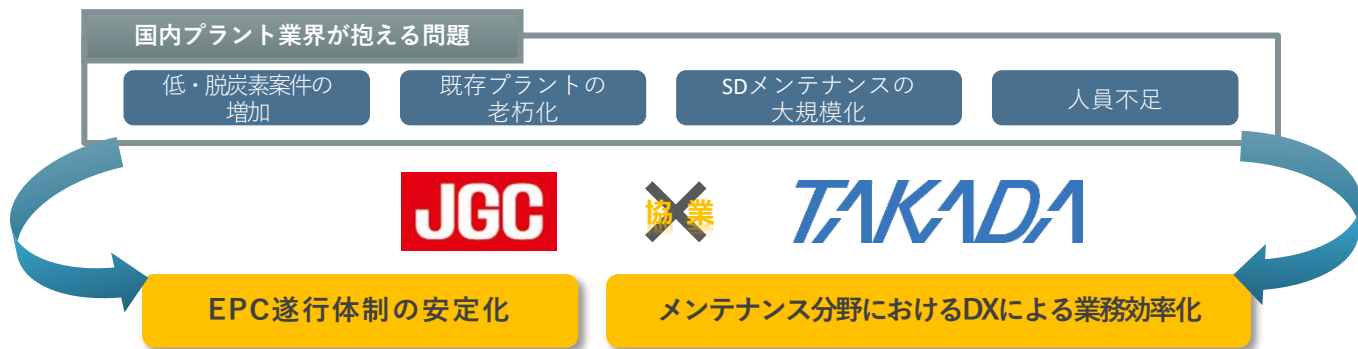 国内プラント業界が抱える問題
低・脱炭素案件の
増加
既存プラントの
老朽化
SDメンテナンスの
大規模化
人員不足
JGC
協業
TAKADA
EPC遂行体制の安定化
メンテナンス分野におけるDXによる業務効率化